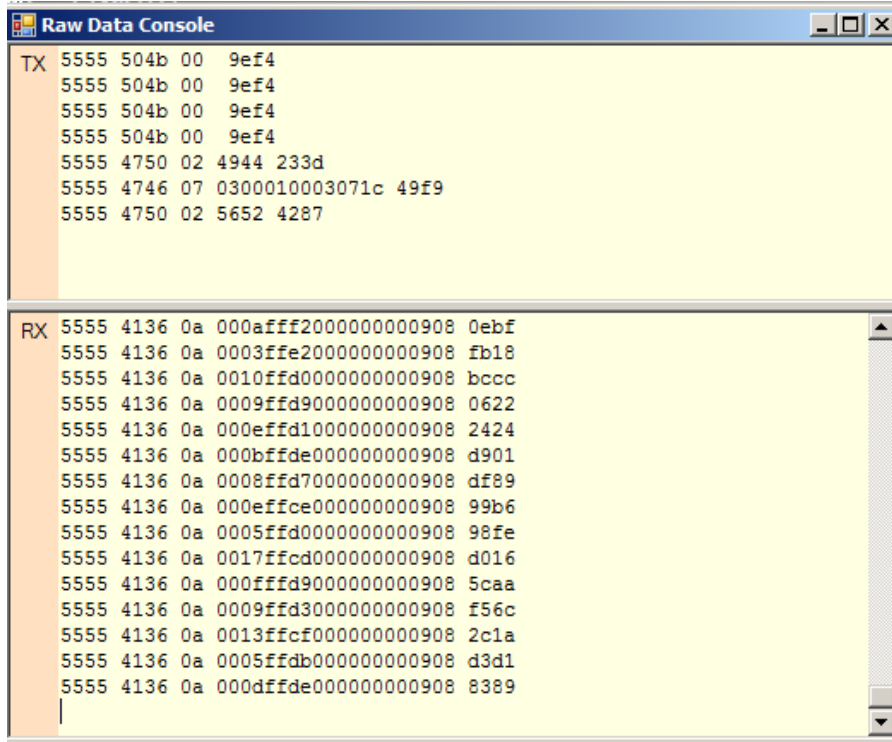 Raw Data Console
TX 5555 504b 00  9ef4
5555 504b 00  9ef4
5555 504b 00  9ef4
5555 504b 00  9ef4
5555 4750 02 4944 233d
5555 4746 07 0300010003071c 49f9
5555 4750 02 5652 4287
RX 5555 4136 0a 000afff2000000000908 0ebf
5555 4136 0a 0003ffe2000000000908 fb18
5555 4136 0a 0010ffd0000000000908 bccc
5555 4136 0a 0009ffd9000000000908 0622
5555 4136 0a 000effd1000000000908 2424
5555 4136 0a 000bffde000000000908 d901
5555 4136 0a 0008ffd7000000000908 df89
5555 4136 0a 000effce000000000908 99b6
5555 4136 0a 0005ffd0000000000908 98fe
5555 4136 0a 0017ffcd000000000908 d016
5555 4136 0a 000fffd9000000000908 5caa
5555 4136 0a 0009ffd3000000000908 f56c
5555 4136 0a 0013ffcf000000000908 2c1a
5555 4136 0a 0005ffdb000000000908 d3d1
5555 4136 0a 000dffde000000000908 8389